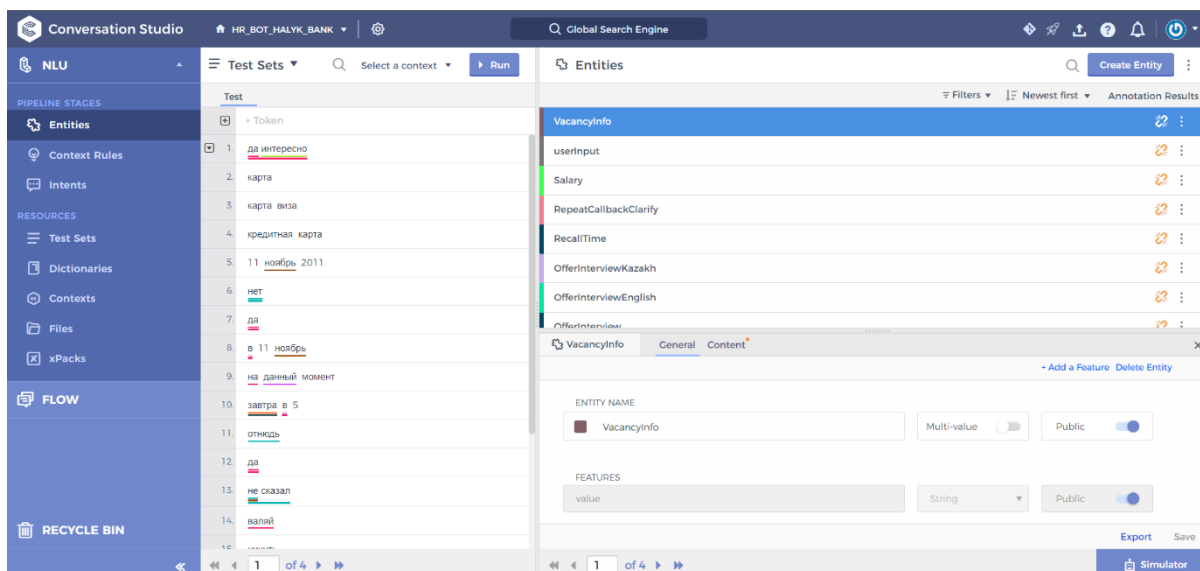 Conversation Studio
HR_BOT_HALYK_BANK
Global Search Engine
NLU
PIPELINE STAGES
Entities
Context Rules
Intents
RESOURCES
Test Sets
Dictionaries
Contexts
Files
xPacks
FLOW
RECYCLE BIN
Test Sets
Select a context
Run
Test
+ Token
1. да интересно
2. карта
3. карта виза
4. кредитная карта
5. 11 ноябрь 2011
6. нет
7. да
8. в 11 ноябрь
9. на данный момент
10. завтра в 5
11. отнюдь
12. да
13. не сказал
14. валяй
1 of 4
Entities
Create Entity
Filters
Newest first
Annotation Results
VacancyInfo
userInput
Salary
RepeatCallbackClarify
RecallTime
OfferInterviewKazakh
OfferInterviewEnglish
OfferInterview
VacancyInfo
General
Content
+ Add a Feature
Delete Entity
ENTITY NAME
VacancyInfo
Multi-value
Public
FEATURES
value
String
Public
Export
Save
1 of 4
Simulator